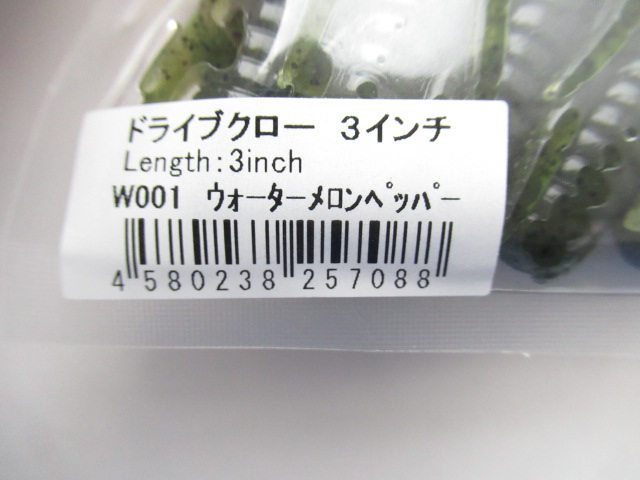 ドライブクロー 3インチ
Length:3inch
W001 ｳｫｰﾀｰﾒﾛﾝﾍﾟｯﾊﾟｰ
4 580238 257088